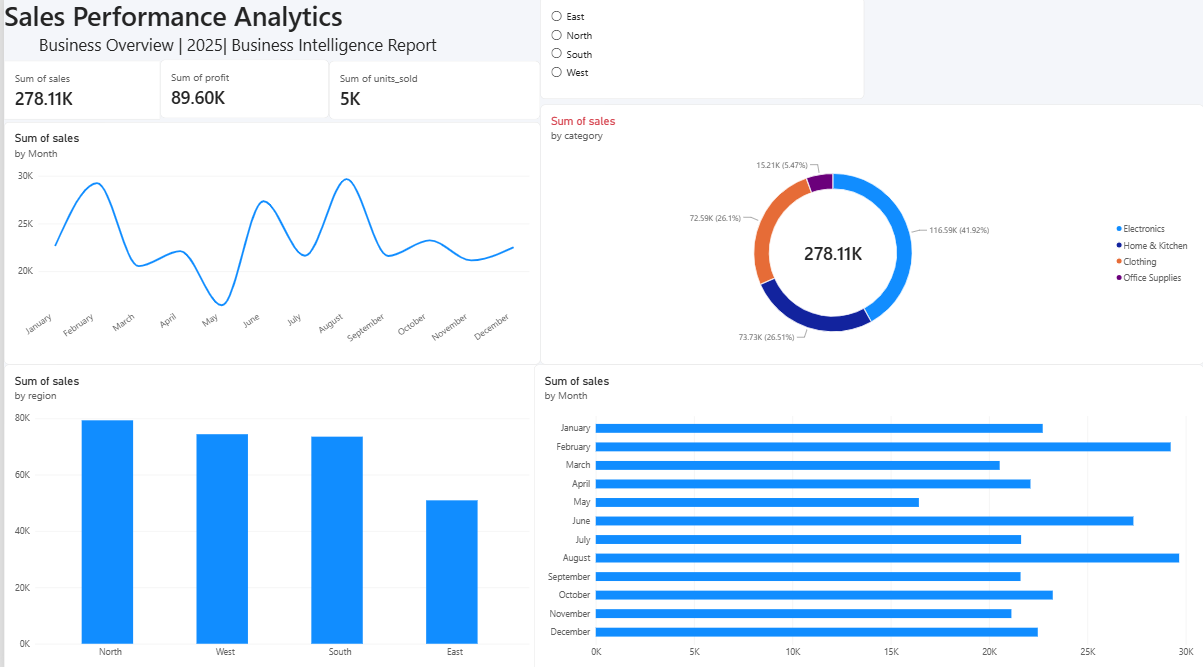 Sales Performance Analytics
Business Overview | 2025| Business Intelligence Report
East
North
South
West
Sum of sales
278.11K
Sum of profit
89.60K
Sum of units_sold
5K
Sum of sales
by Month
30K
25K
20K
January
February
March
April
May
June
July
August
September
October
November
December
Sum of sales
by category
15.21K (5.47%)
72.59K (26.1%)
116.59K (41.92%)
278.11K
73.73K (26.51%)
Electronics
Home & Kitchen
Clothing
Office Supplies
Sum of sales
by region
80K
60K
40K
20K
0K
North
West
South
East
Sum of sales
by Month
January
February
March
April
May
June
July
August
September
October
November
December
0K
5K
10K
15K
20K
25K
30K